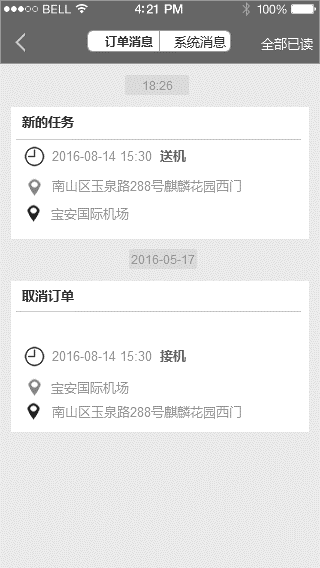 BELL 4:21 PM 100%
订单消息 系统消息 全部已读
18:26
新的任务
2016-08-14 15:30 送机
南山区玉泉路288号麒麟花园西门
宝安国际机场
2016-05-17
取消订单
2016-08-14 15:30 接机
宝安国际机场
南山区玉泉路288号麒麟花园西门